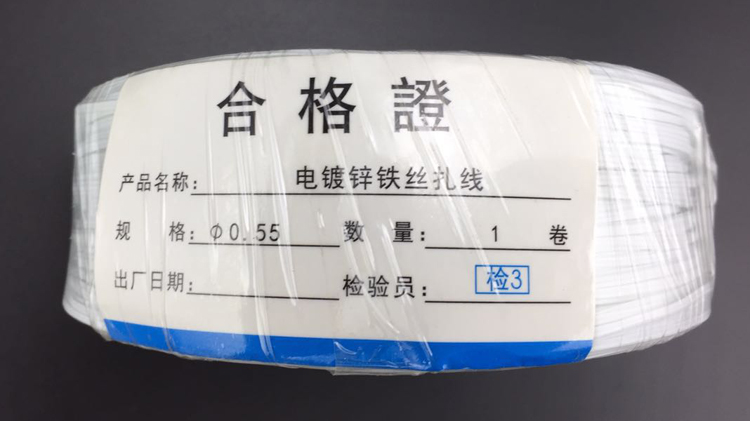 合格證
产品名称：电镀锌铁丝扎线
规 格：Φ0.55 数 量：1 卷
出厂日期： 检验员：检3